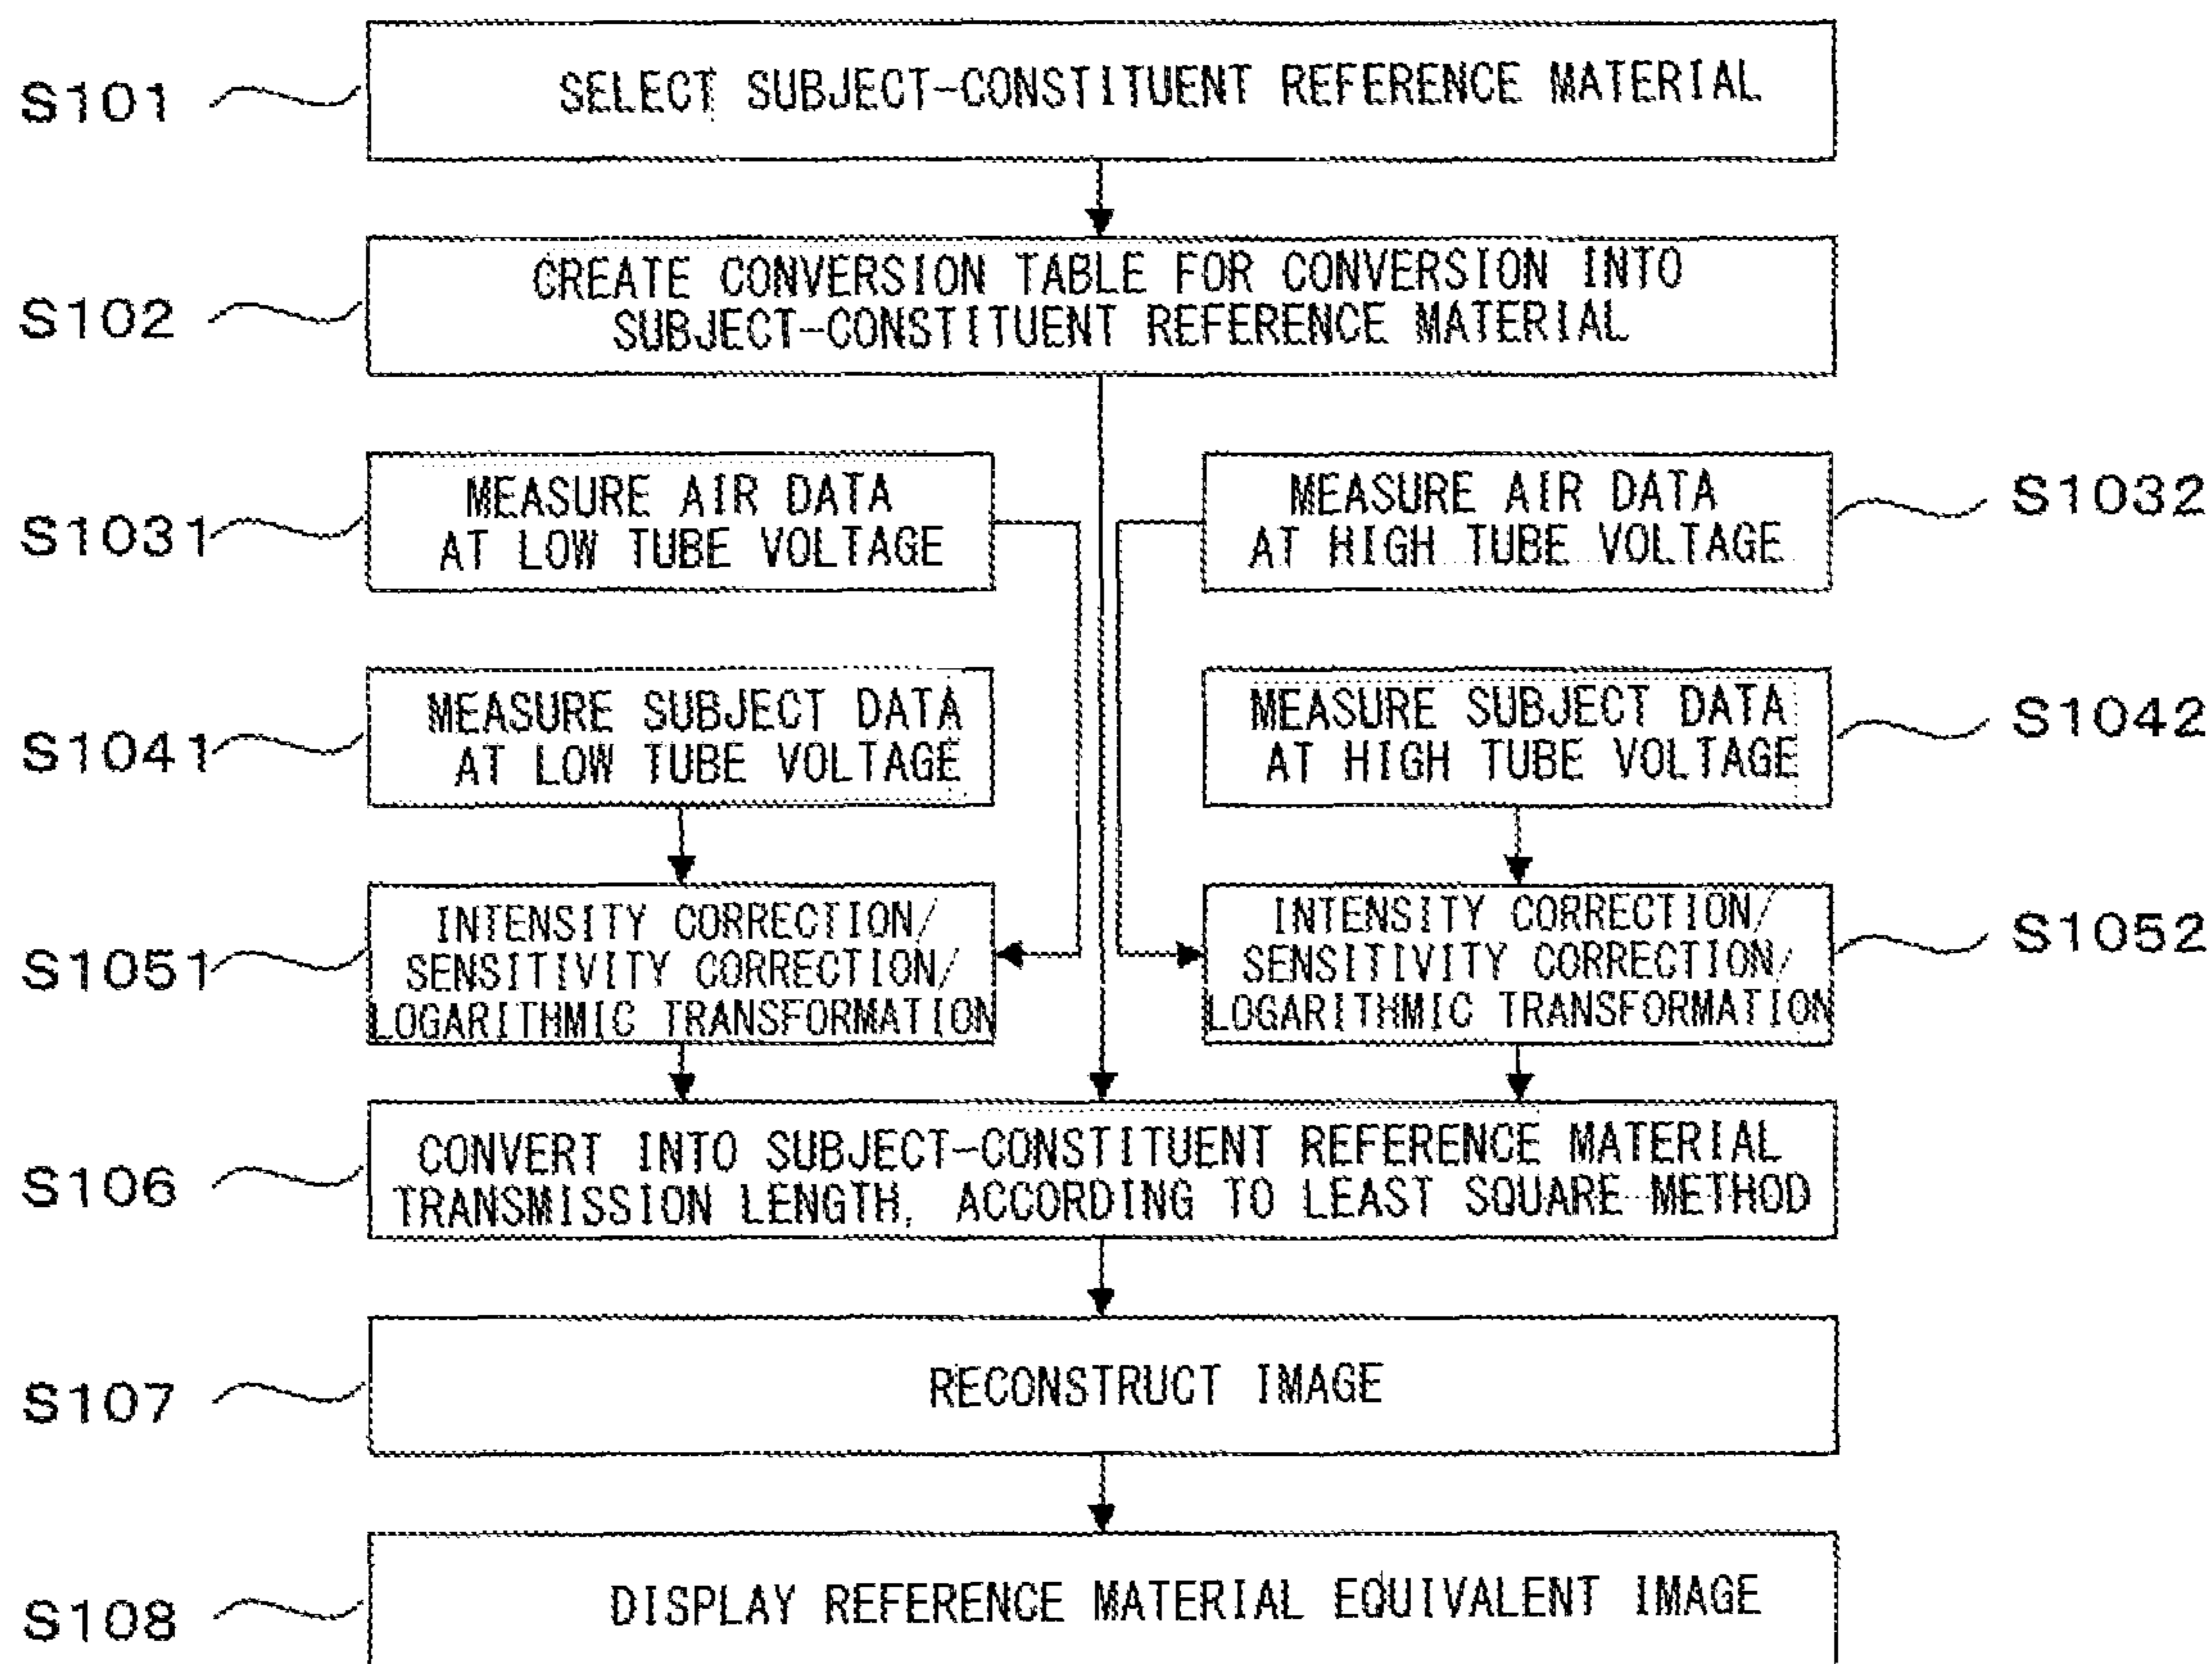 S101
SELECT SUBJECT-CONSTITUENT REFERENCE MATERIAL
S102
CREATE CONVERSION TABLE FOR CONVERSION INTO
SUBJECT-CONSTITUENT REFERENCE MATERIAL
S1031
MEASURE AIR DATA
AT LOW TUBE VOLTAGE
MEASURE AIR DATA
AT HIGH TUBE VOLTAGE
S1032
S1041
MEASURE SUBJECT DATA
AT LOW TUBE VOLTAGE
MEASURE SUBJECT DATA
AT HIGH TUBE VOLTAGE
S1042
S1051
INTENSITY CORRECTION/
SENSITIVITY CORRECTION/
LOGARITHMIC TRANSFORMATION
INTENSITY CORRECTION/
SENSITIVITY CORRECTION/
LOGARITHMIC TRANSFORMATION
S1052
S106
CONVERT INTO SUBJECT-CONSTITUENT REFERENCE MATERIAL
TRANSMISSION LENGTH, ACCORDING TO LEAST SQUARE METHOD
S107
RECONSTRUCT IMAGE
S108
DISPLAY REFERENCE MATERIAL EQUIVALENT IMAGE